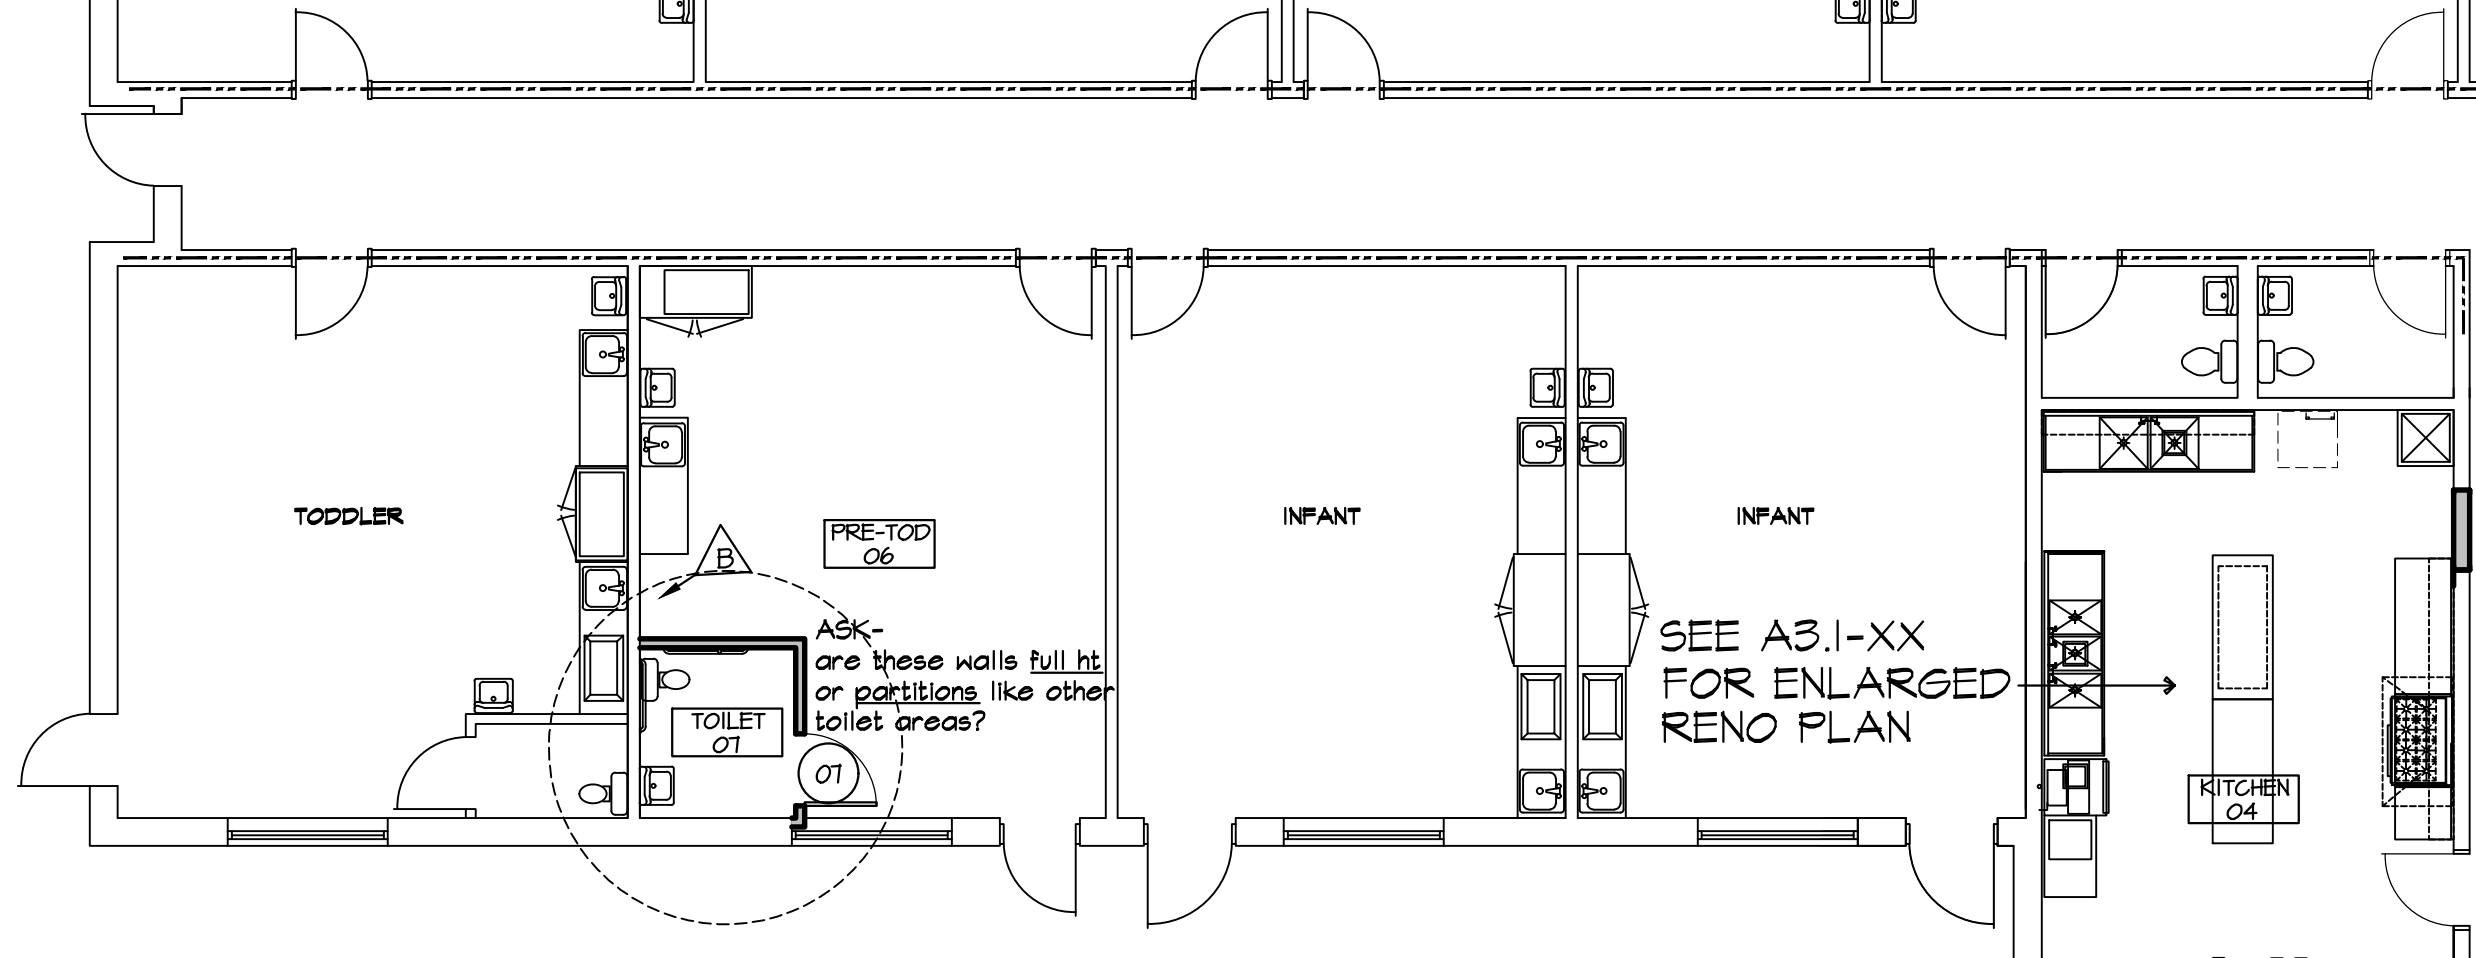 TODDLER
PRE-TOD
06
INFANT
INFANT
B
ASK-
are these walls full ht
or partitions like other
toilet areas?
TOILET
07
07
SEE A3.1-XX
FOR ENLARGED
RENO PLAN
KITCHEN
04